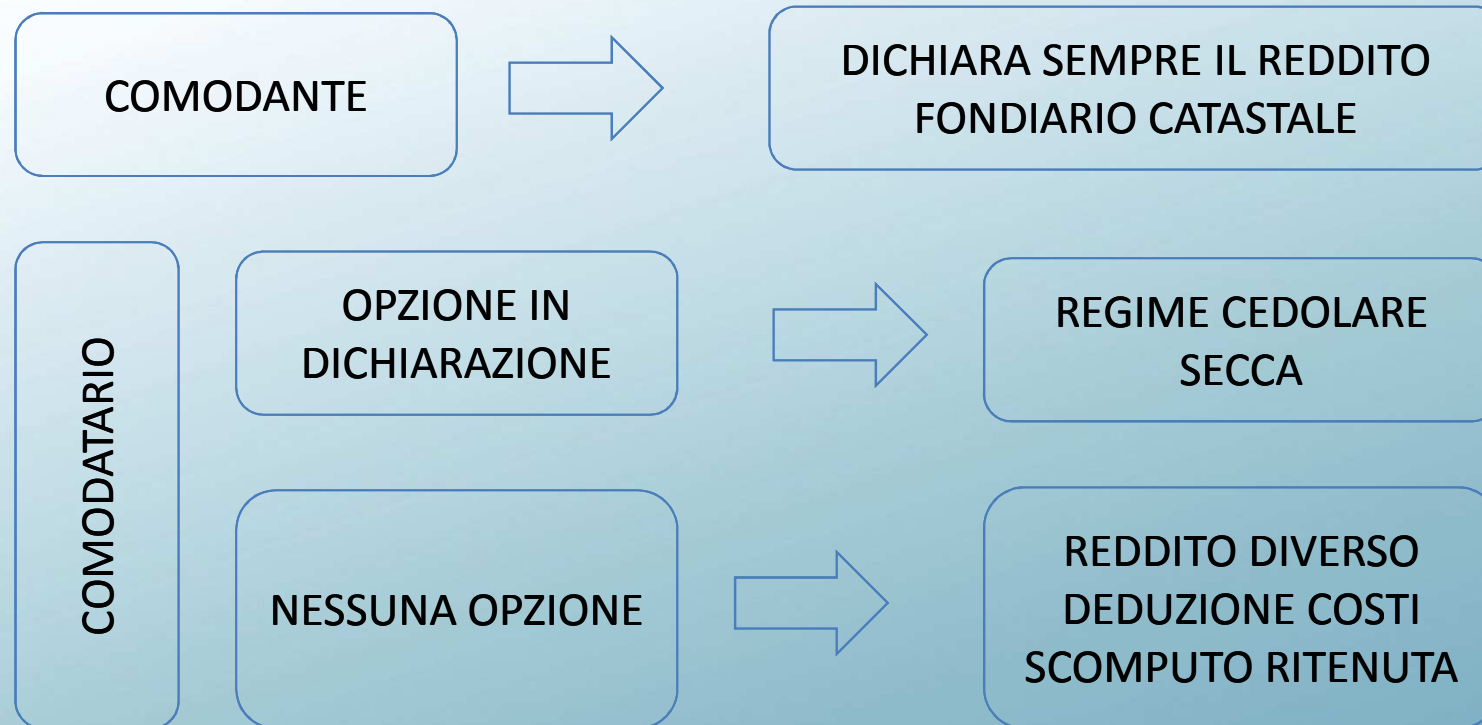 COMODANTE
DICHIARA SEMPRE IL REDDITO
FONDIARIO CATASTALE
COMODATARIO
OPZIONE IN
DICHIARAZIONE
REGIME CEDOLARE
SECCA
NESSUNA OPZIONE
REDDITO DIVERSO
DEDUZIONE COSTI
SCOMPUTO RITENUTA